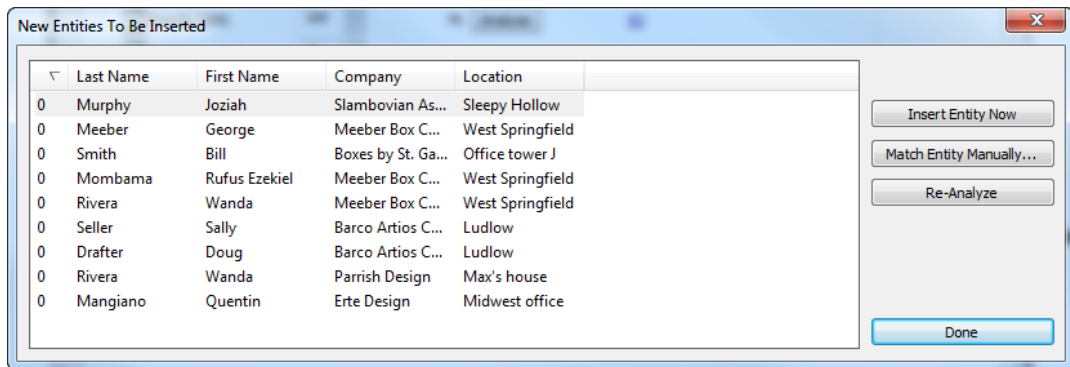 New Entities To Be Inserted
Last Name First Name Company Location
0 Murphy Joziah Slambovian As... Sleepy Hollow
0 Meeber George Meeber Box C... West Springfield
0 Smith Bill Boxes by St. Ga... Office tower J
0 Mombama Rufus Ezekiel Meeber Box C... West Springfield
0 Rivera Wanda Meeber Box C... West Springfield
0 Seller Sally Barco Artios C... Ludlow
0 Drafter Doug Barco Artios C... Ludlow
0 Rivera Wanda Parrish Design Max's house
0 Mangiano Quentin Erte Design Midwest office
Insert Entity Now
Match Entity Manually...
Re-Analyze
Done